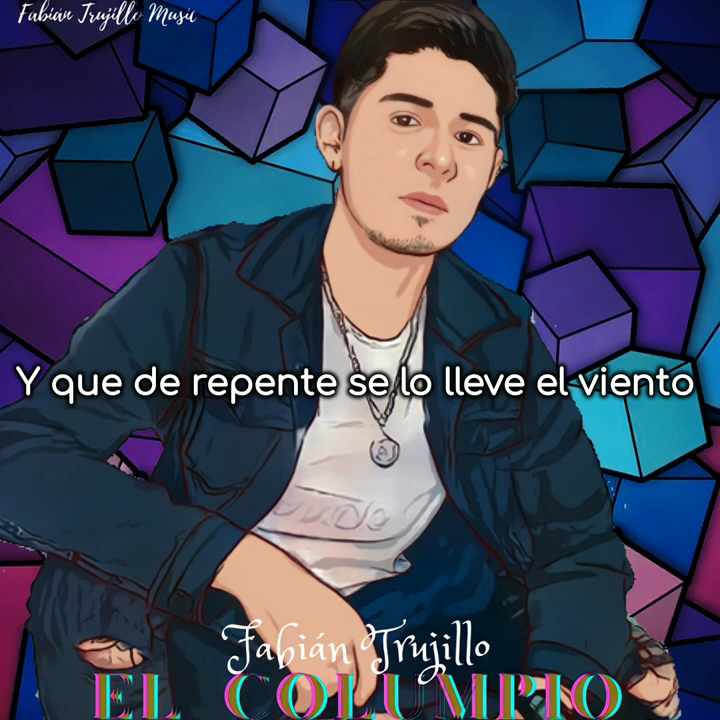 Fabián Trujillo Music
Y que de repente se lo lleve el viento
Fabián Trujillo
EL COLUMPIO